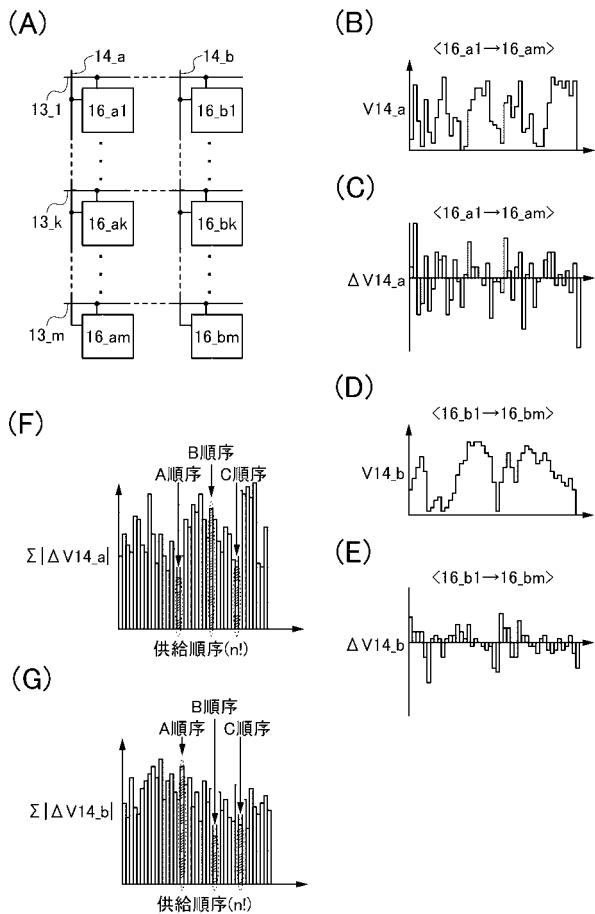 (A)
14_a
14_b
13_1
16_a1
16_b1
13_k
16_ak
16_bk
13_m
16_am
16_bm
(B)
<16_a1→16_am>
V14_a
(C)
<16_a1→16_am>
ΔV14_a
(D)
<16_b1→16_bm>
V14_b
(E)
<16_b1→16_bm>
ΔV14_b
(F)
B順序
A順序
C順序
Σ|ΔV14_a|
供給順序(n!)
(G)
B順序
A順序
C順序
Σ|ΔV14_b|
供給順序(n!)